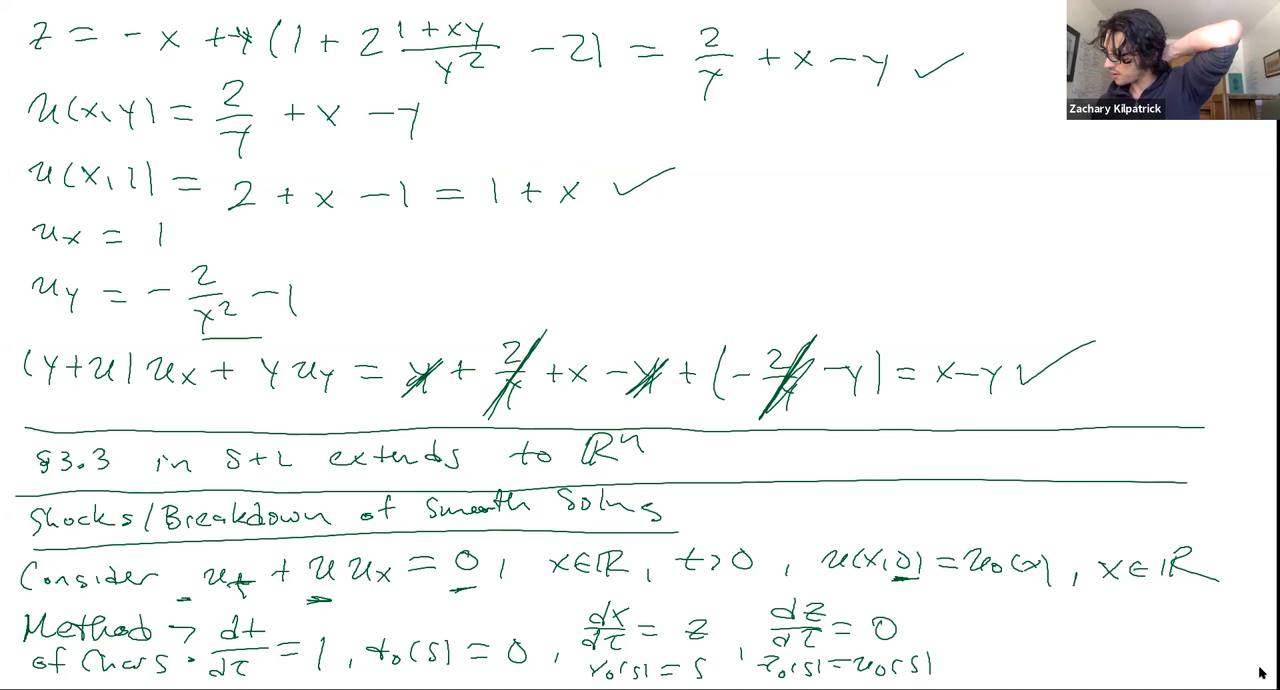 z = -x + y(1 + 2 (1+xy)/y² - 2) = 2/y + x - y ✓
Zachary Kilpatrick
u(x,y) = 2/y + x - y
u(x,1) = 2 + x - 1 = 1 + x ✓
u_x = 1
u_y = -2/y² - 1
(y+u) u_x + y u_y = y + 2/y + x - y + (-2/y - y) = x - y ✓
§3.3 in S+L extends to ℝⁿ
Shocks/Breakdown of Smooth Solns
Consider u_t + u u_x = 0, x∈ℝ, t>0, u(x,0) = u₀(x), x∈ℝ
Method of Chars: dt/dτ = 1, t₀(s) = 0, dx/dτ = z, dz/dτ = 0
x₀(s) = s, z₀(s) = u₀(s)